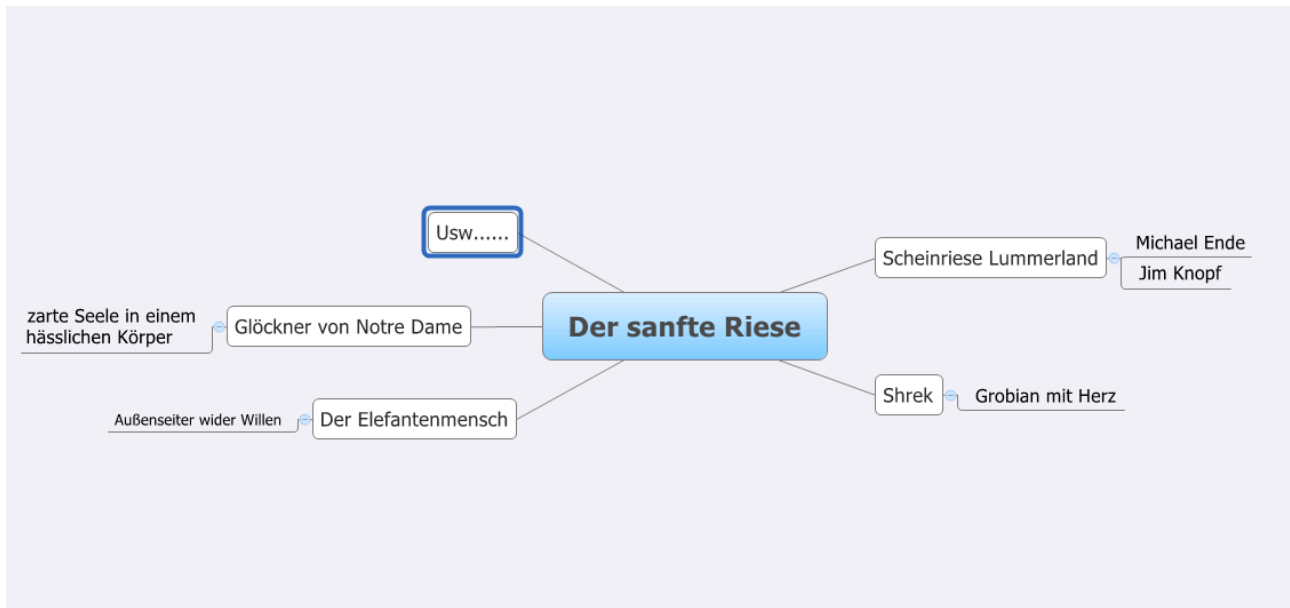 Usw......
Scheinriese Lummerland
Michael Ende
Jim Knopf
zarte Seele in einem
hässlichen Körper
Glöckner von Notre Dame
Der sanfte Riese
Shrek
Grobian mit Herz
Außenseiter wider Willen
Der Elefantenmensch